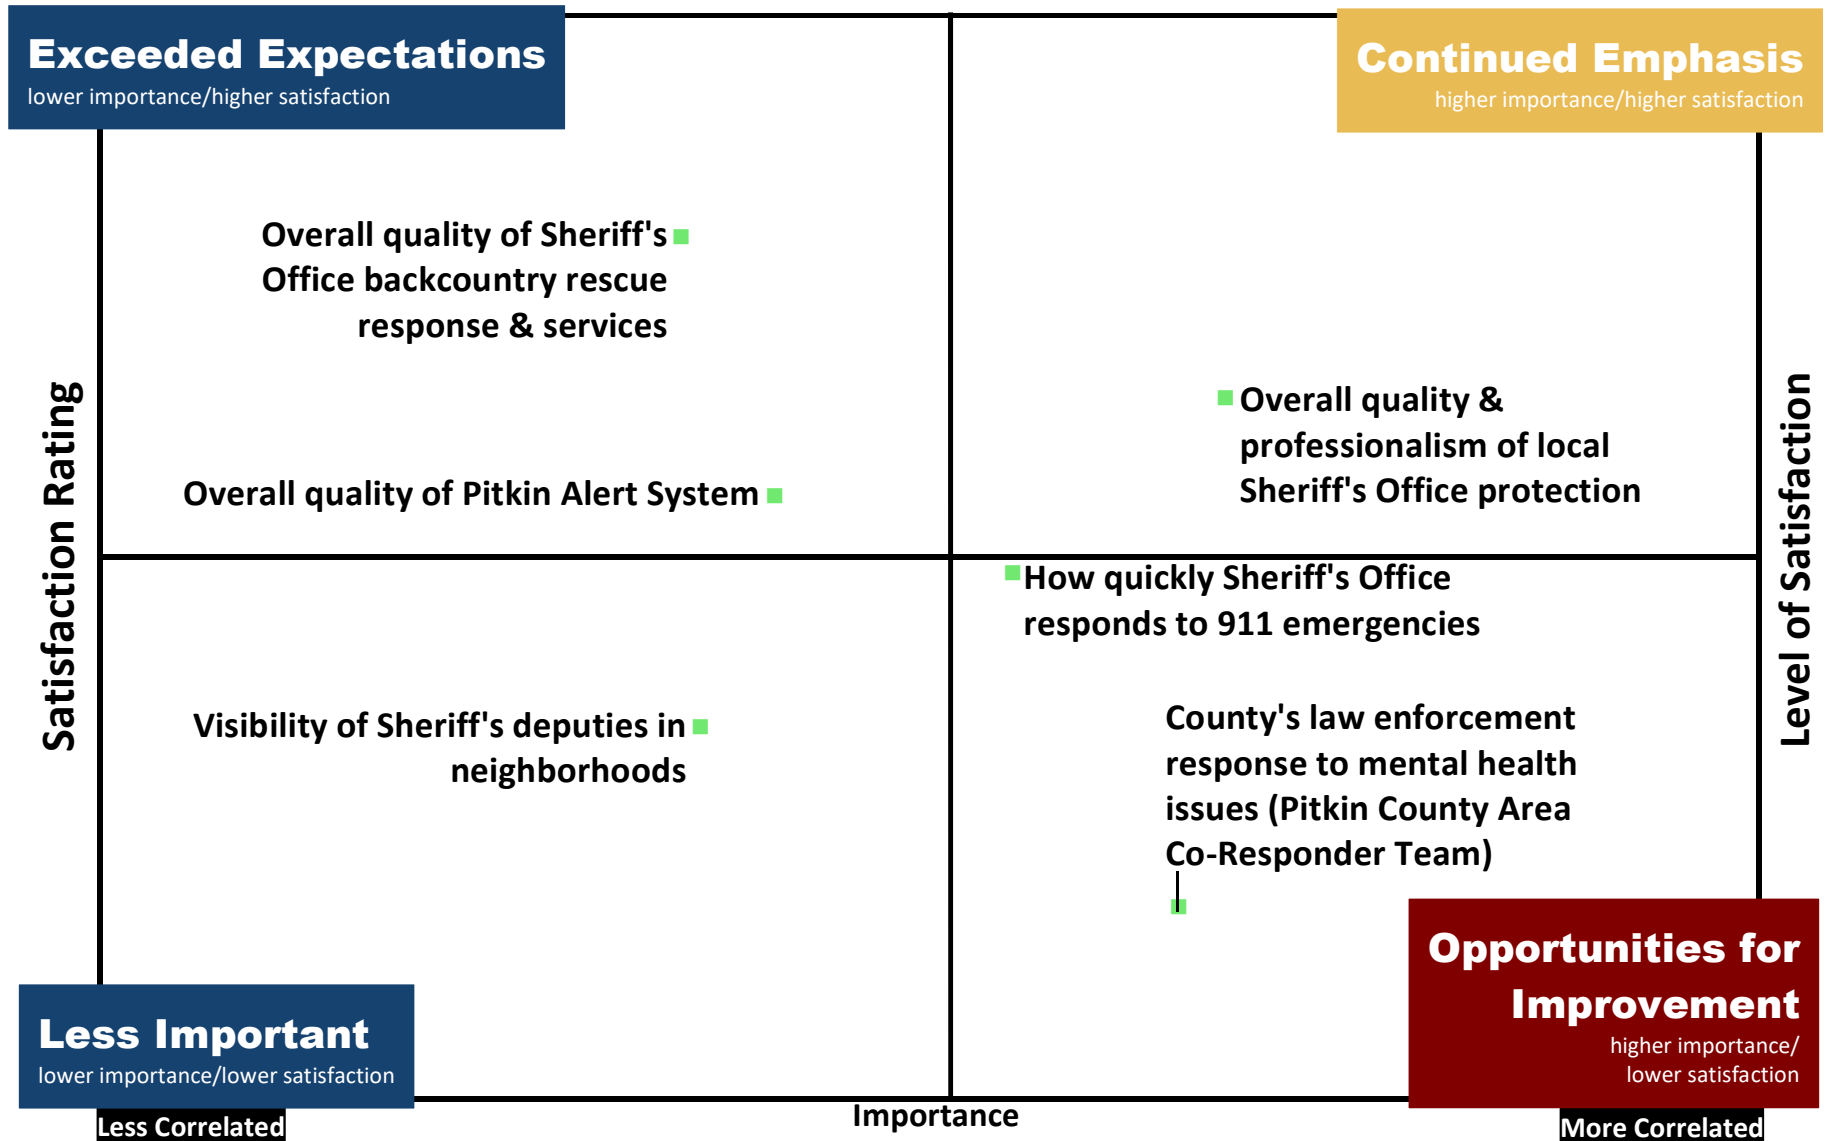 Exceeded Expectations
lower importance/higher satisfaction
Continued Emphasis
higher importance/higher satisfaction
Overall quality of Sheriff's
Office backcountry rescue
response & services
Overall quality &
professionalism of local
Sheriff's Office protection
Overall quality of Pitkin Alert System
Satisfaction Rating
Level of Satisfaction
How quickly Sheriff's Office
responds to 911 emergencies
Visibility of Sheriff's deputies in
neighborhoods
County's law enforcement
response to mental health
issues (Pitkin County Area
Co-Responder Team)
Less Important
lower importance/lower satisfaction
Opportunities for
Improvement
higher importance/
lower satisfaction
Less Correlated
Importance
More Correlated